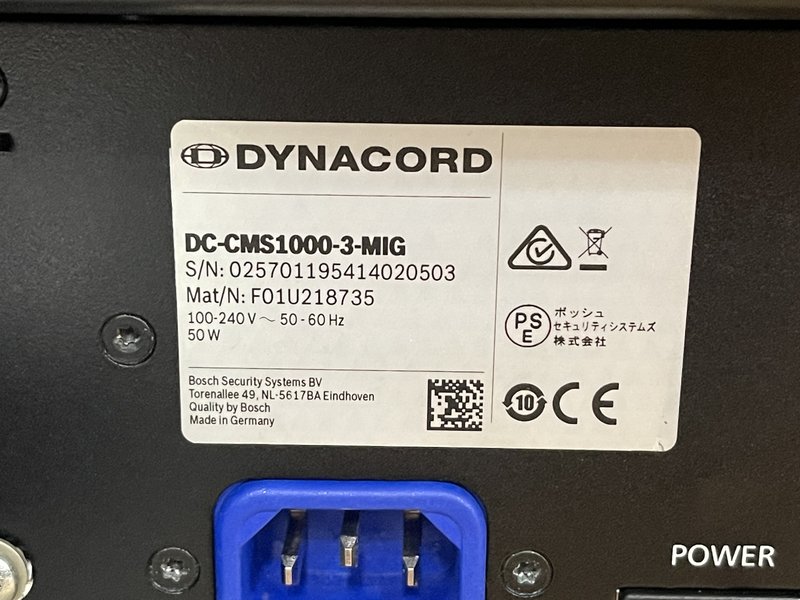 DYNACORD
DC-CMS1000-3-MIG
S/N: 025701195414020503
Mat/N: F01U218735
100-240 V ~ 50-60 Hz
50 W
Bosch Security Systems BV
Torenallee 49, NL-5617BA Eindhoven
Quality by Bosch
Made in Germany
PS
E
ボッシュ
セキュリティシステムズ
株式会社
10
CE
POWER